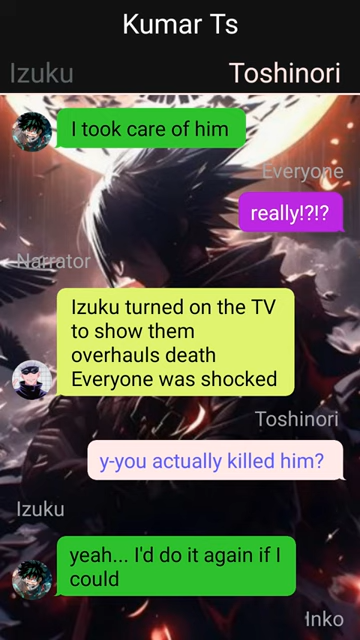 Kumar Ts
Izuku Toshinori
I took care of him
Everyone
really!?!?
Narrator
Izuku turned on the TV
to show them
overhauls death
Everyone was shocked
Toshinori
y-you actually killed him?
Izuku
yeah... I'd do it again if I
could
Inko